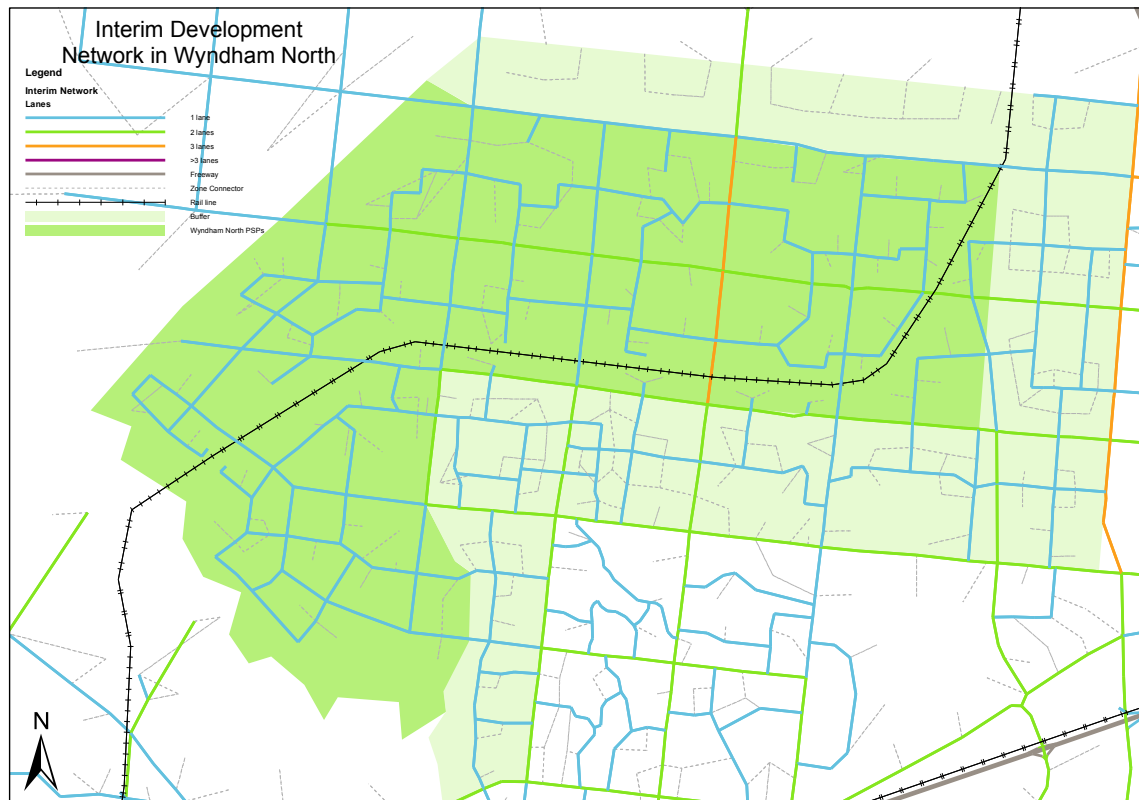 Interim Development
Network in Wyndham North
Legend
Interim Network
Lanes
1 lane
2 lanes
3 lanes
>3 lanes
Freeway
Zone Connector
Rail line
Buffer
Wyndham North PSPs
N